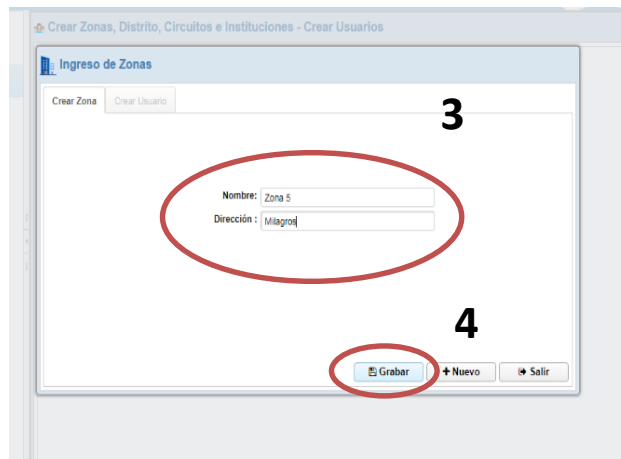 Crear Zonas, Distrito, Circuitos e Instituciones - Crear Usuarios
Ingreso de Zonas
Crear Zona Crear Usuario
3
Nombre: Zona 5
Dirección : Milagros
4
Grabar + Nuevo Salir